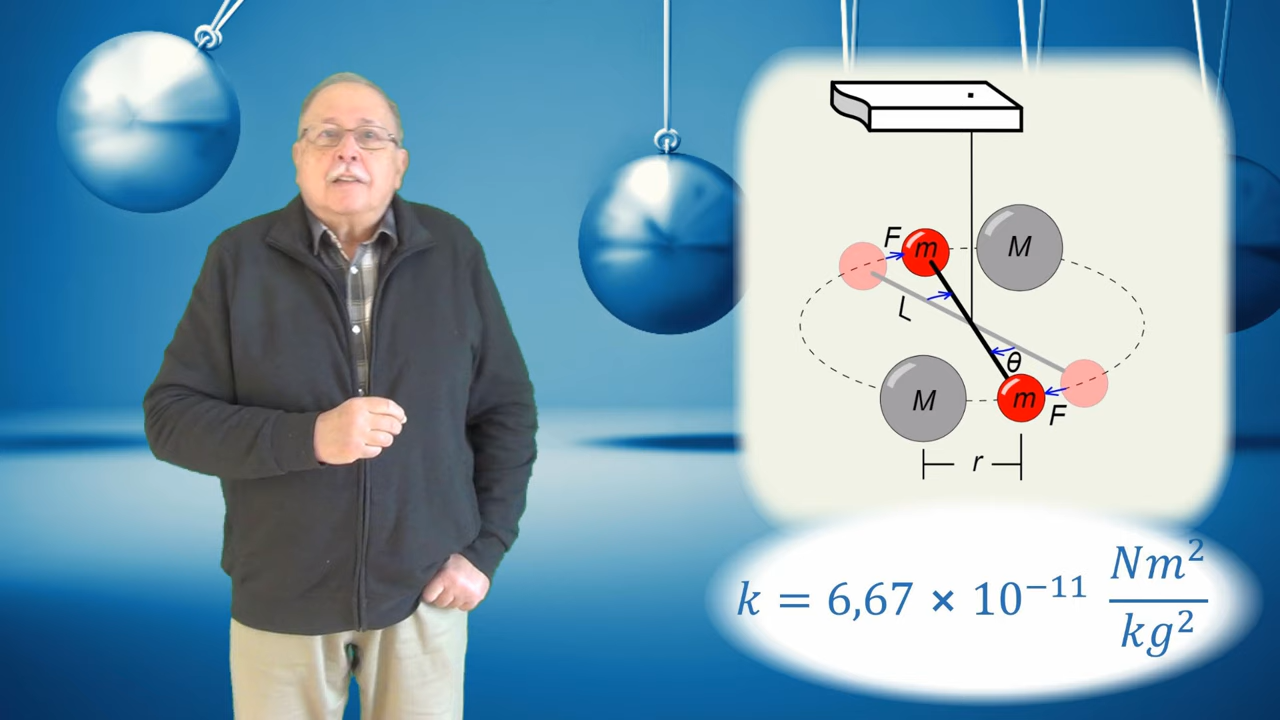 F m M
L
θ
M m F
r
k = 6,67 × 10⁻¹¹ Nm²/kg²